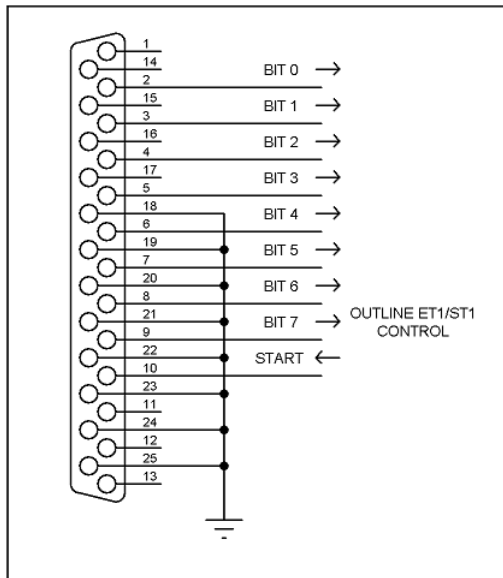 1
14
BIT 0 →
2
15
BIT 1 →
3
16
BIT 2 →
4
17
BIT 3 →
5
18
BIT 4 →
6
19
BIT 5 →
7
20
BIT 6 →
8
21
BIT 7 →
OUTLINE ET1/ST1
CONTROL
9
22
START ←
10
23
11
24
12
25
13